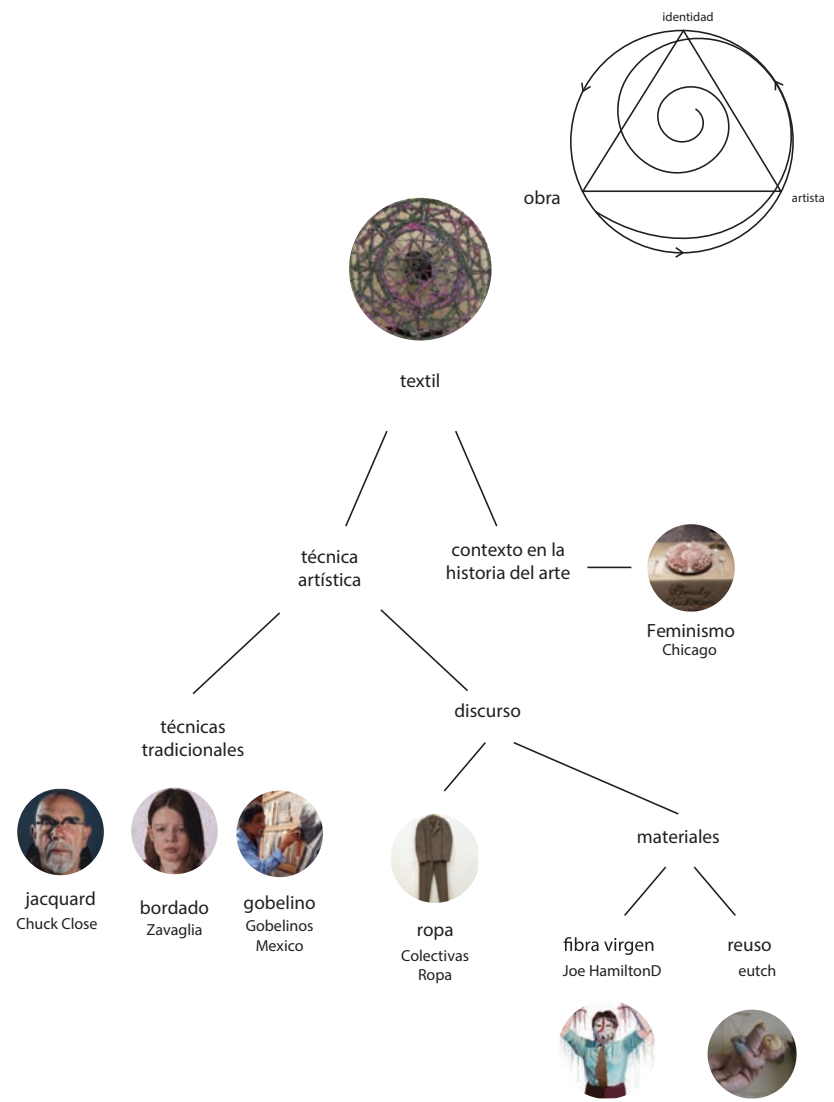 identidad
obra
artista
textil
técnica
artística
contexto en la
historia del arte
Feminismo
Chicago
técnicas
tradicionales
discurso
jacquard
Chuck Close
bordado
Zavaglia
gobelino
Gobelinos
Mexico
ropa
Colectivas
Ropa
materiales
fibra virgen
Joe HamiltonD
reuso
eutch